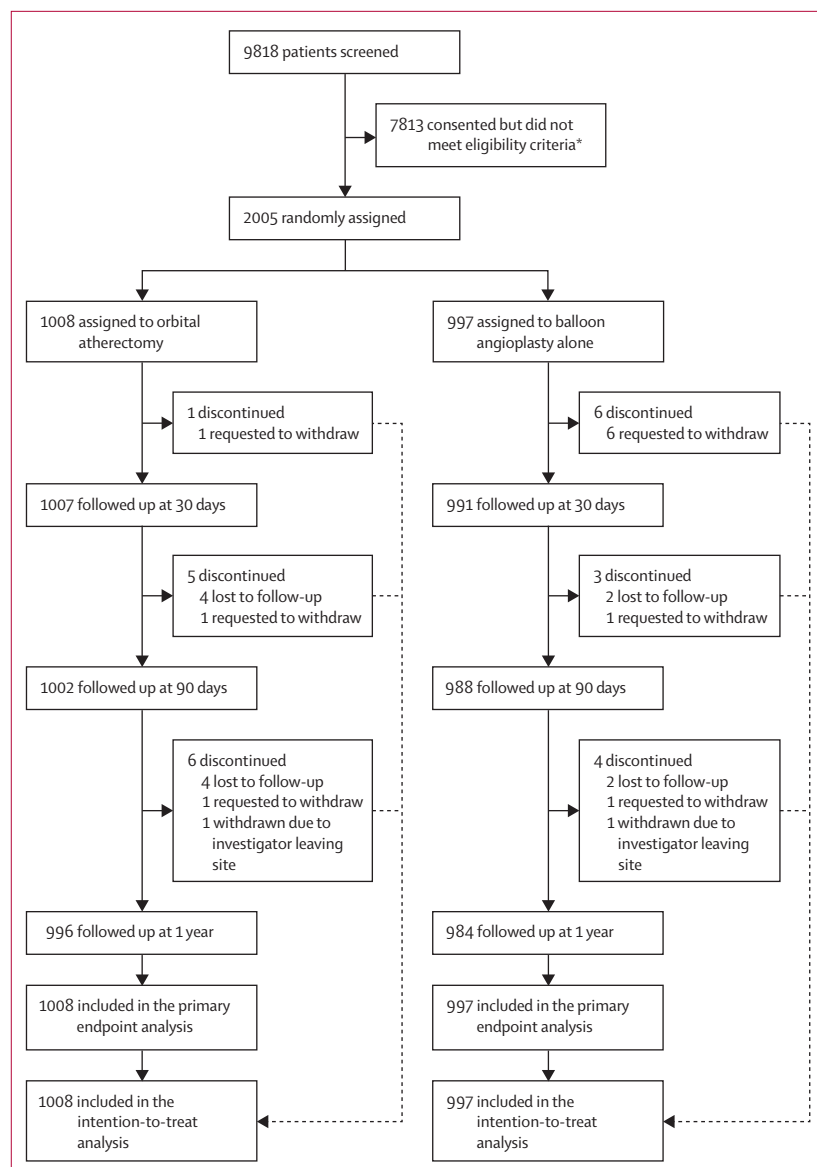 9818 patients screened
7813 consented but did not
meet eligibility criteria*
2005 randomly assigned
1008 assigned to orbital
atherectomy
997 assigned to balloon
angioplasty alone
1 discontinued
1 requested to withdraw
6 discontinued
6 requested to withdraw
1007 followed up at 30 days
991 followed up at 30 days
5 discontinued
4 lost to follow-up
1 requested to withdraw
3 discontinued
2 lost to follow-up
1 requested to withdraw
1002 followed up at 90 days
988 followed up at 90 days
6 discontinued
4 lost to follow-up
1 requested to withdraw
1 withdrawn due to
investigator leaving
site
4 discontinued
2 lost to follow-up
1 requested to withdraw
1 withdrawn due to
investigator leaving
site
996 followed up at 1 year
984 followed up at 1 year
1008 included in the primary
endpoint analysis
997 included in the primary
endpoint analysis
1008 included in the
intention-to-treat
analysis
997 included in the
intention-to-treat
analysis